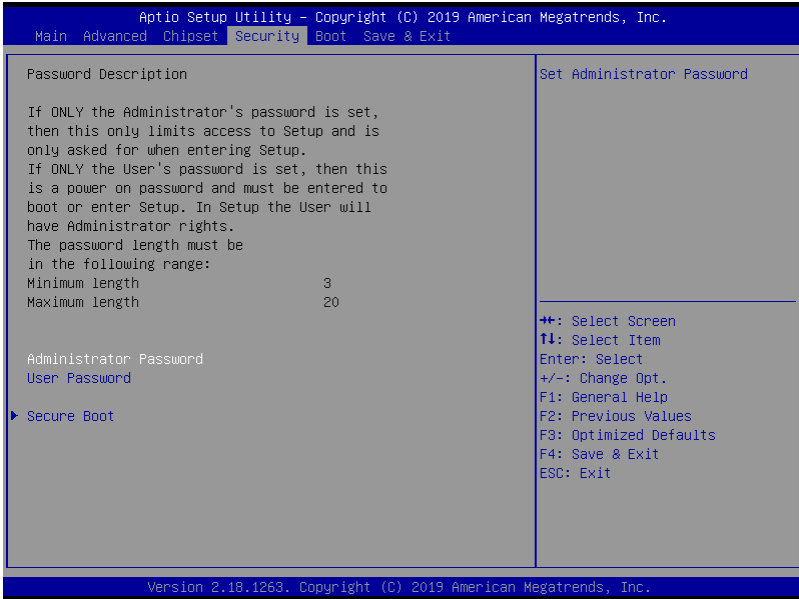 Aptio Setup Utility – Copyright (C) 2019 American Megatrends, Inc.
Main Advanced Chipset Security Boot Save & Exit
Password Description
If ONLY the Administrator's password is set,
then this only limits access to Setup and is
only asked for when entering Setup.
If ONLY the User's password is set, then this
is a power on password and must be entered to
boot or enter Setup. In Setup the User will
have Administrator rights.
The password length must be
in the following range:
Minimum length 3
Maximum length 20
Administrator Password
User Password
Secure Boot
Set Administrator Password
→←: Select Screen
↑↓: Select Item
Enter: Select
+/-: Change Opt.
F1: General Help
F2: Previous Values
F3: Optimized Defaults
F4: Save & Exit
ESC: Exit
Version 2.18.1263. Copyright (C) 2019 American Megatrends, Inc.